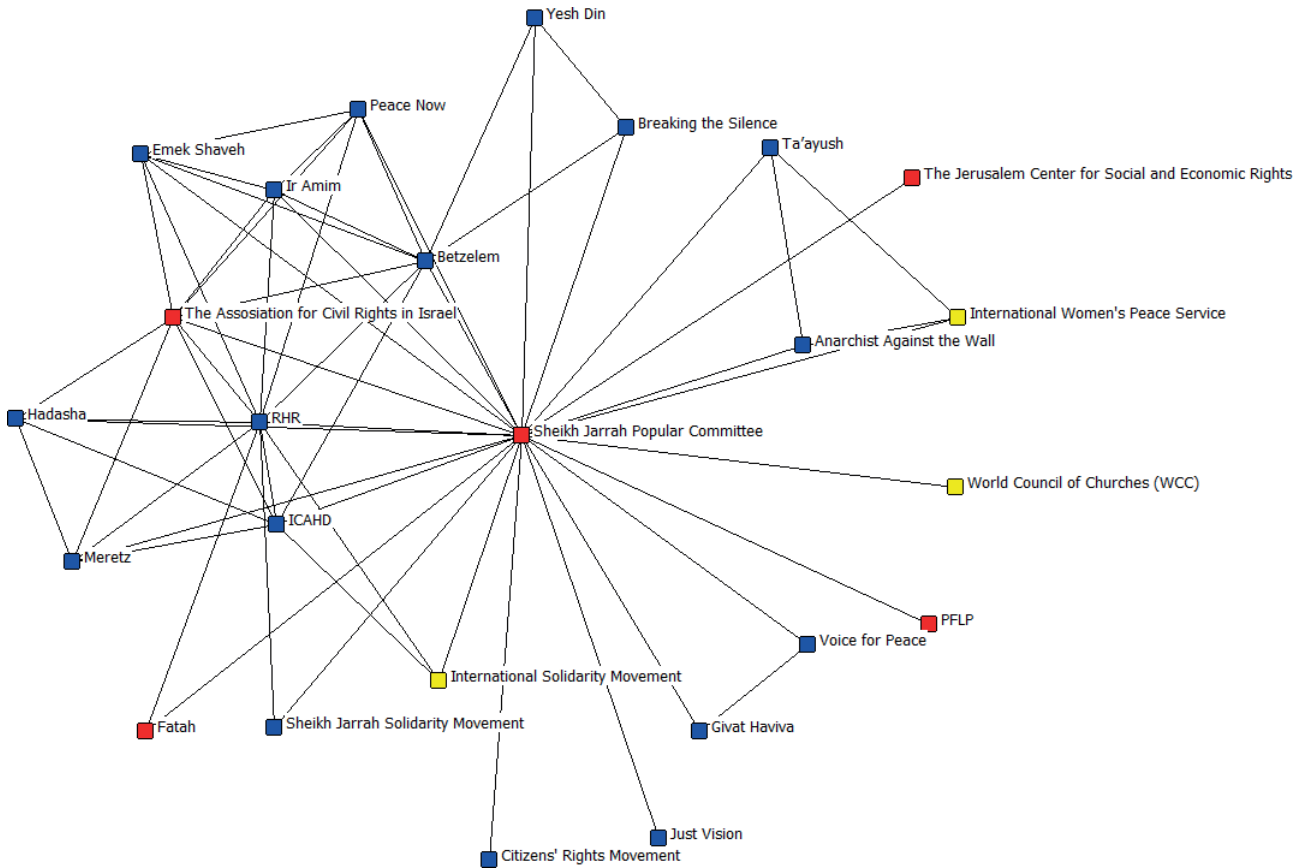 Yesh Din
Peace Now
Breaking the Silence
Emek Shaveh
Ta’ayush
The Jerusalem Center for Social and Economic Rights
Ir Amim
Betzelem
The Assosiation for Civil Rights in Israel
International Women's Peace Service
Anarchist Against the Wall
Hadasha
RHR
Sheikh Jarrah Popular Committee
World Council of Churches (WCC)
ICAHD
Meretz
PFLP
Voice for Peace
International Solidarity Movement
Fatah
Sheikh Jarrah Solidarity Movement
Givat Haviva
Just Vision
Citizens' Rights Movement